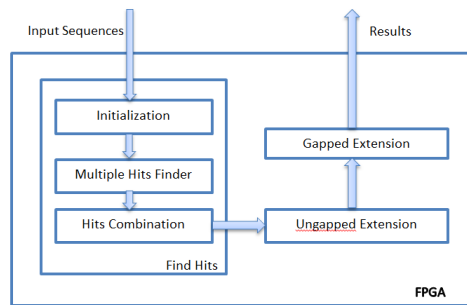 Input Sequences
Results
Initialization
Multiple Hits Finder
Hits Combination
Find Hits
Gapped Extension
Ungapped Extension
FPGA